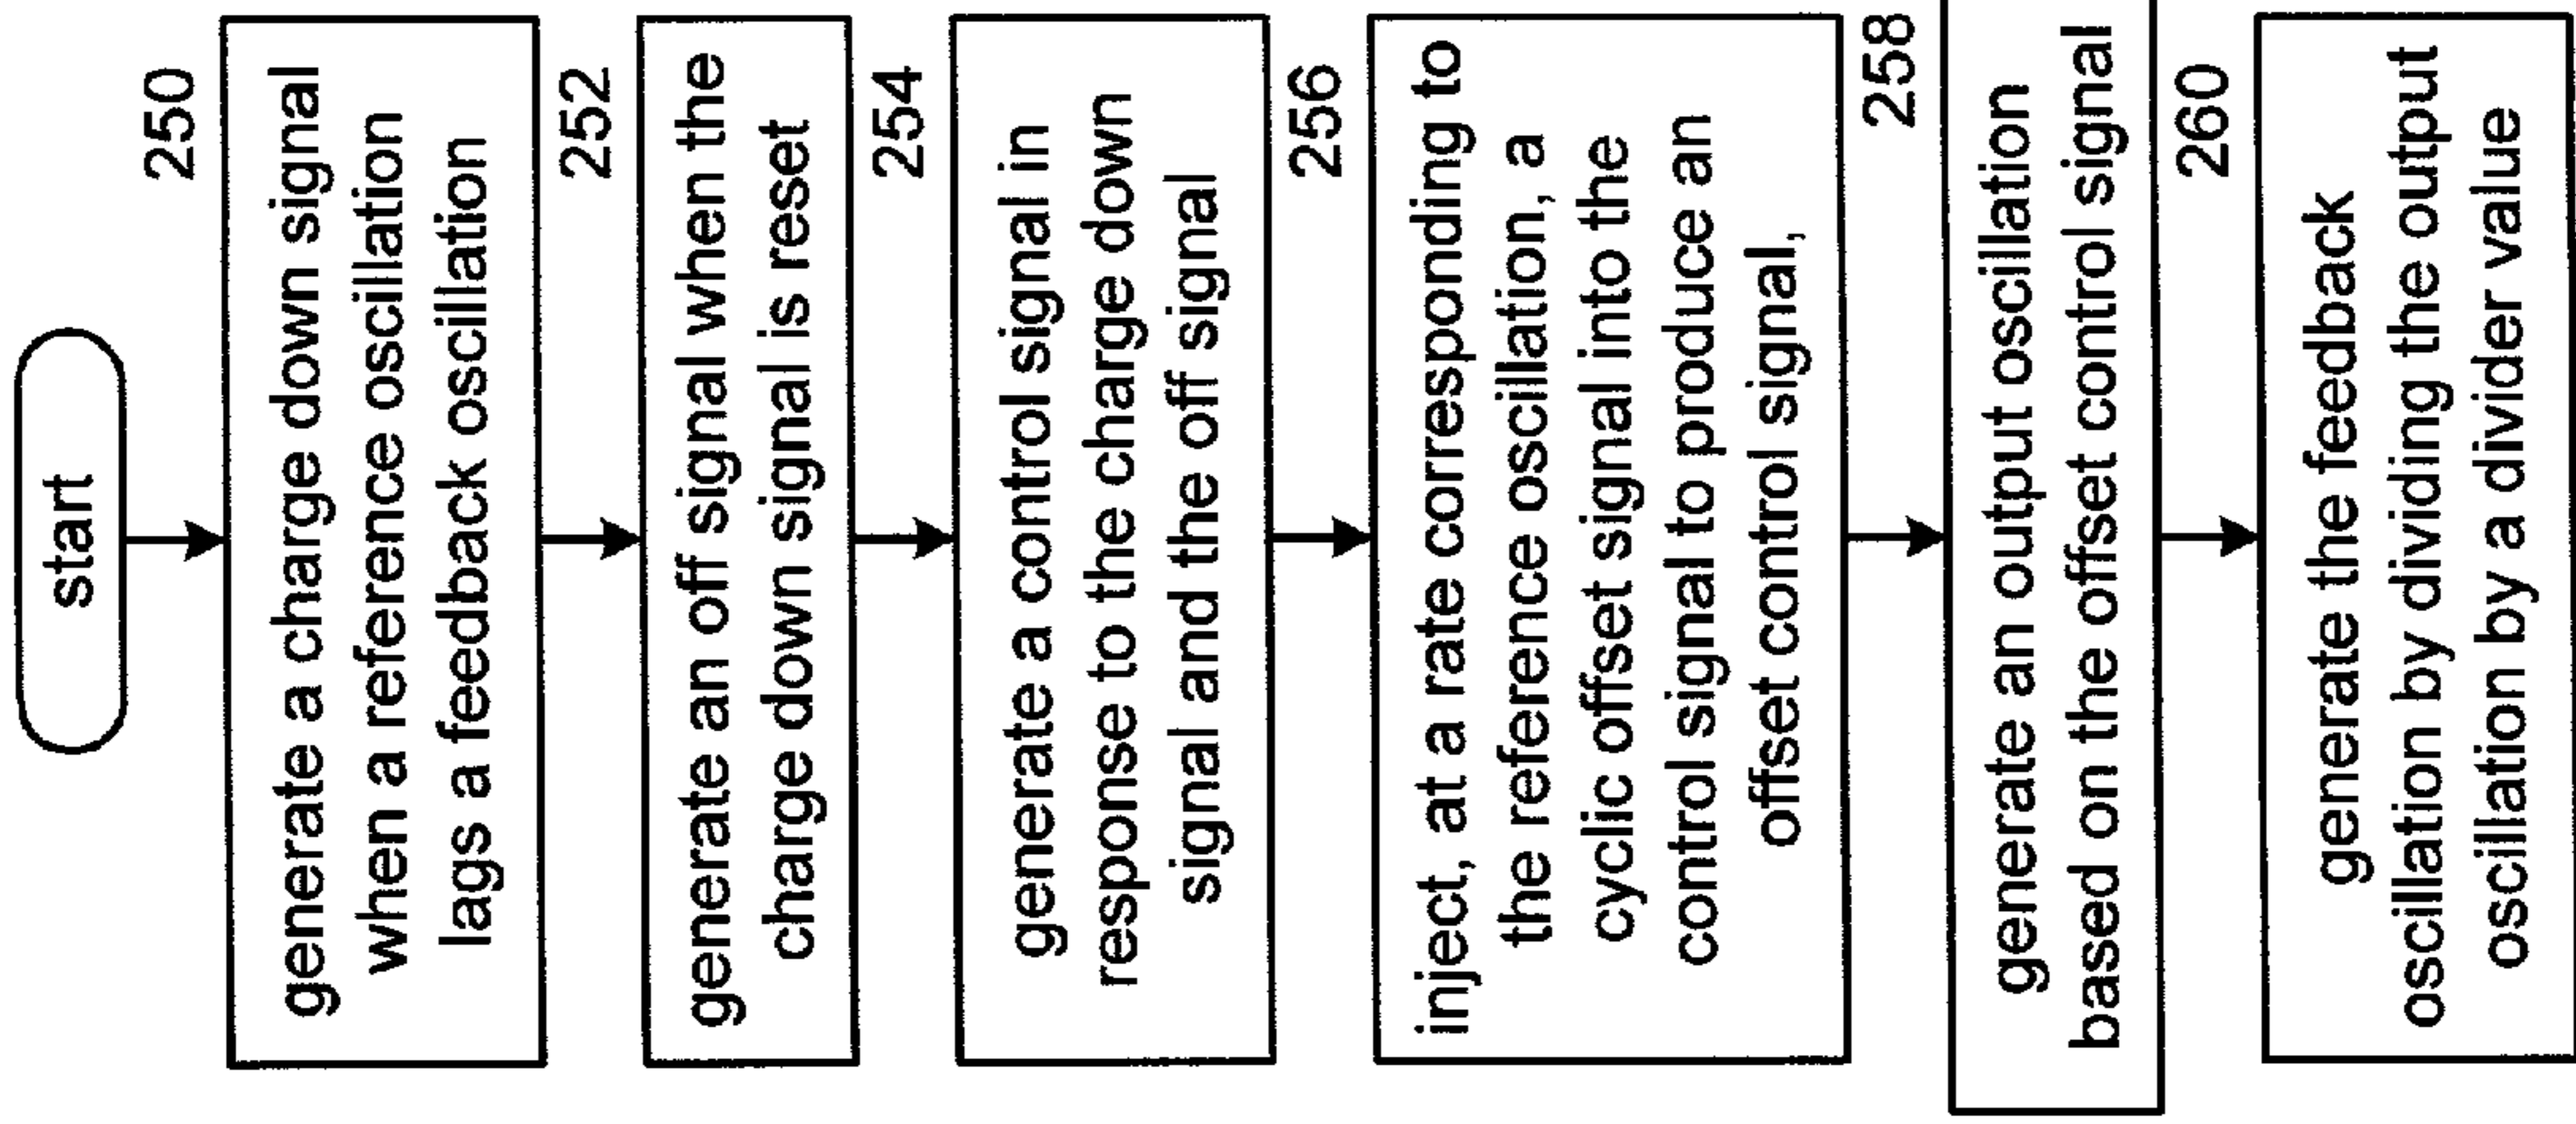 start
250
generate a charge down signal
when a reference oscillation
lags a feedback oscillation
252
generate an off signal when the
charge down signal is reset
254
generate a control signal in
response to the charge down
signal and the off signal
256
inject, at a rate corresponding to
the reference oscillation, a
cyclic offset signal into the
control signal to produce an
offset control signal,
258
generate an output oscillation
based on the offset control signal
260
generate the feedback
oscillation by dividing the output
oscillation by a divider value